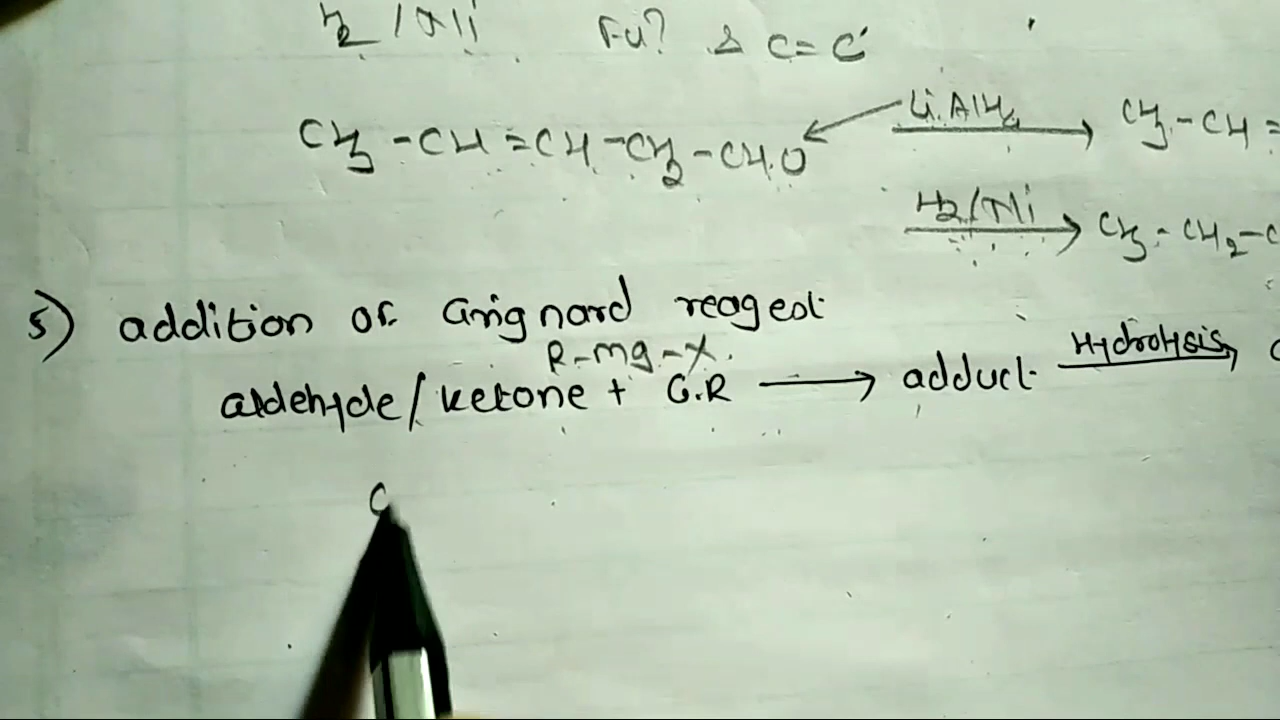 H2/Ni Fu? & C=C
CH3-CH=CH-CH2-CHO LiAlH4 CH3-CH=
H2/Ni CH3-CH2-C
5) addition of Grignard reagent
R-Mg-X.
aldehyde/ketone + G.R → adduct Hydrolysis
C